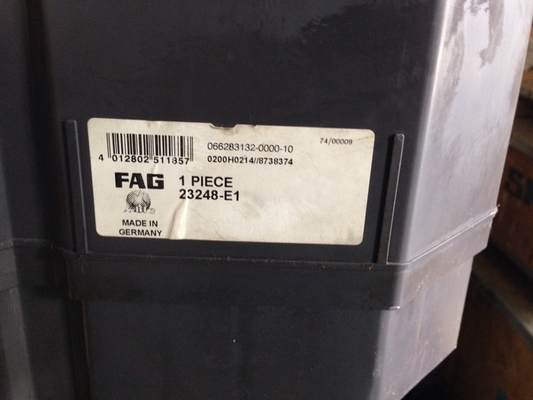 066283132-0000-10
74/00009
4 012802 511857
0200H0214//8738374
FAG
1 PIECE
23248-E1
MADE IN
GERMANY